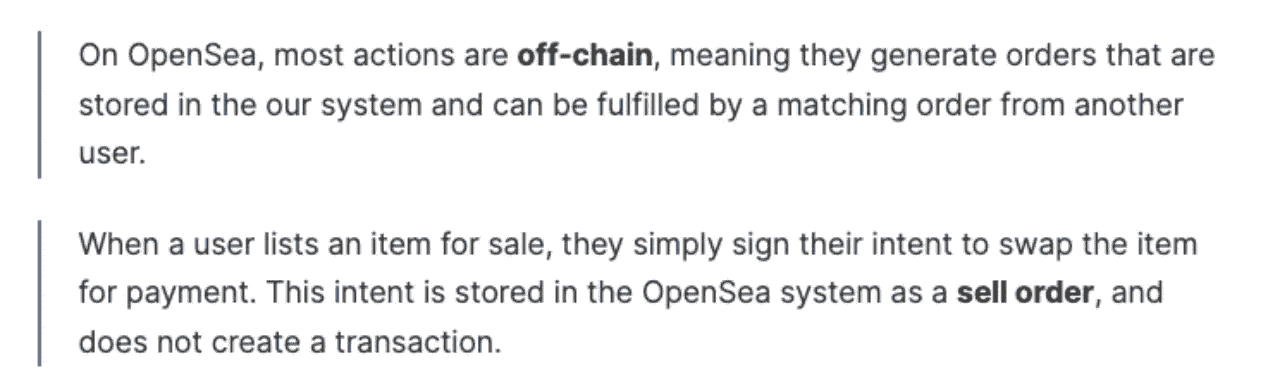 On OpenSea, most actions are off-chain, meaning they generate orders that are
stored in the our system and can be fulfilled by a matching order from another
user.
When a user lists an item for sale, they simply sign their intent to swap the item
for payment. This intent is stored in the OpenSea system as a sell order, and
does not create a transaction.